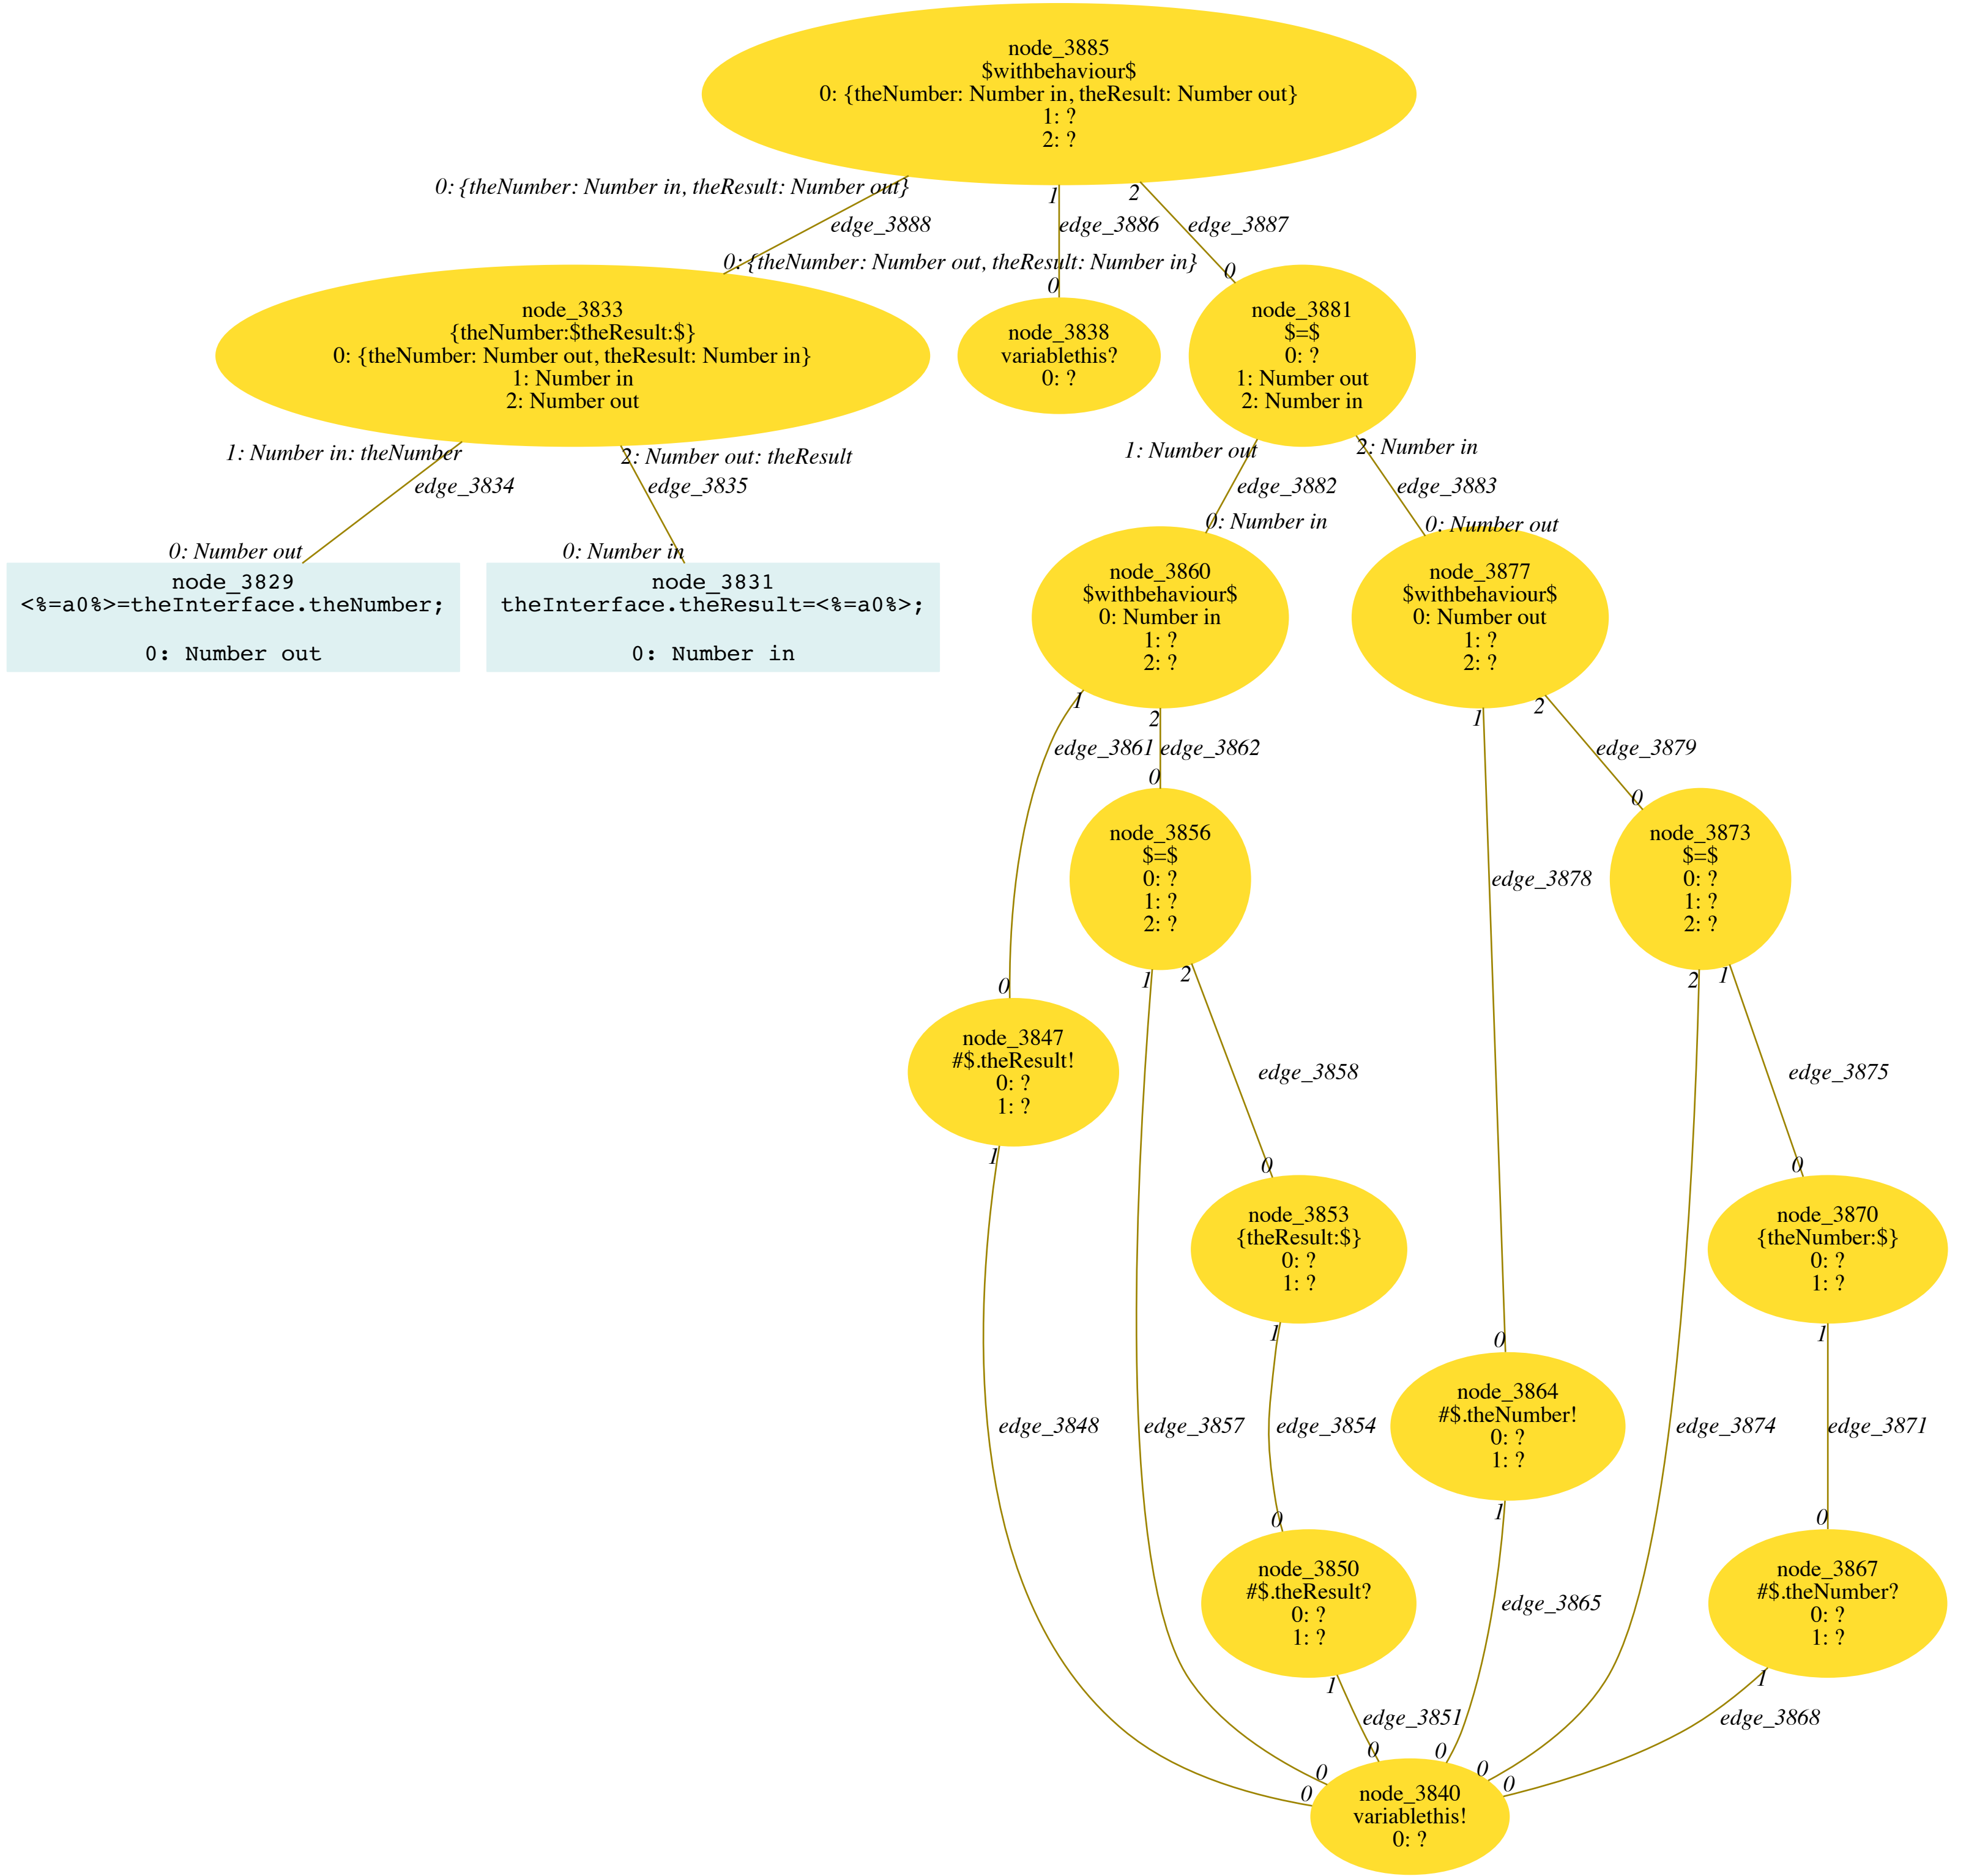 node_3885
$withbehaviour$
0: {theNumber: Number in, theResult: Number out}
1: ?
2: ?
0: {theNumber: Number in, theResult: Number out}
1
2
edge_3888
edge_3886
edge_3887
0: {theNumber: Number out, theResult: Number in}
0
0
node_3833
{theNumber:$theResult:$}
0: {theNumber: Number out, theResult: Number in}
1: Number in
2: Number out
node_3838
variablethis?
0: ?
node_3881
$=$
0: ?
1: Number out
2: Number in
1: Number in: theNumber
2: Number out: theResult
1: Number out
2: Number in
edge_3834
edge_3835
edge_3882
edge_3883
0: Number out
0: Number in
0: Number in
0: Number out
node_3829
<%=a0%>=theInterface.theNumber;
0: Number out
node_3831
theInterface.theResult=<%=a0%>;
0: Number in
node_3860
$withbehaviour$
0: Number in
1: ?
2: ?
node_3877
$withbehaviour$
0: Number out
1: ?
2: ?
1
2
1
2
edge_3861
edge_3862
edge_3879
0
0
node_3856
$=$
0: ?
1: ?
2: ?
edge_3878
node_3873
$=$
0: ?
1: ?
2: ?
0
1
2
2
1
node_3847
#$.theResult!
0: ?
1: ?
edge_3858
edge_3875
1
0
0
node_3853
{theResult:$}
0: ?
1: ?
node_3870
{theNumber:$}
0: ?
1: ?
1
0
1
edge_3848
edge_3857
edge_3854
node_3864
#$.theNumber!
0: ?
1: ?
edge_3874
edge_3871
0
1
0
node_3850
#$.theResult?
0: ?
1: ?
edge_3865
node_3867
#$.theNumber?
0: ?
1: ?
1
1
edge_3851
edge_3868
0
0
0
0
0
0
node_3840
variablethis!
0: ?